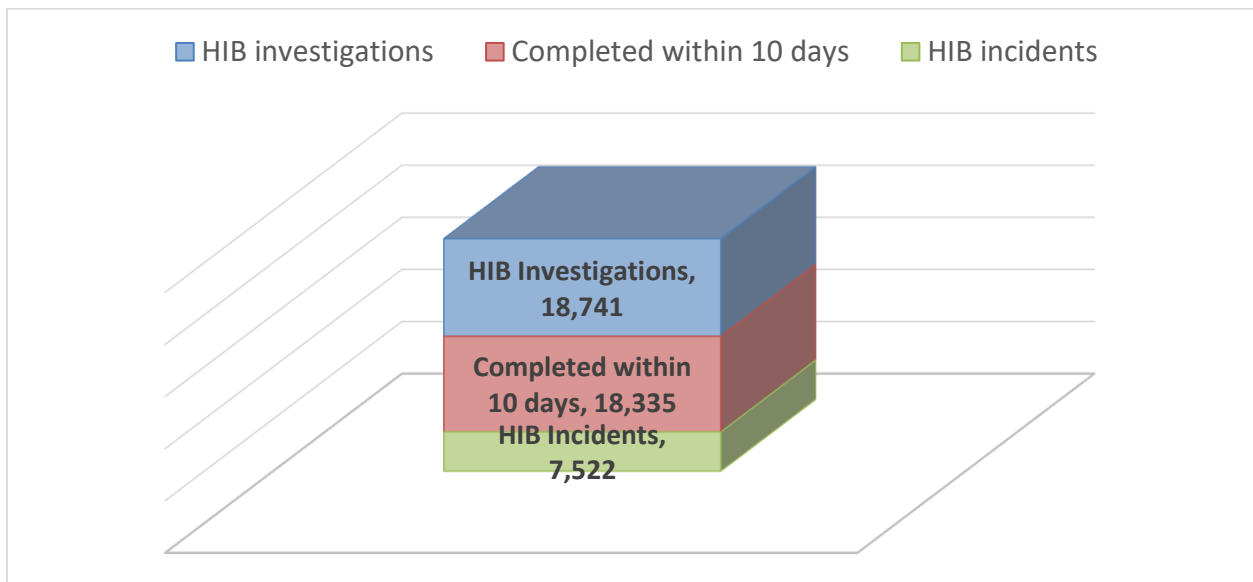 HIB investigations Completed within 10 days HIB incidents
HIB Investigations,
18,741
Completed within
10 days, 18,335
HIB Incidents,
7,522